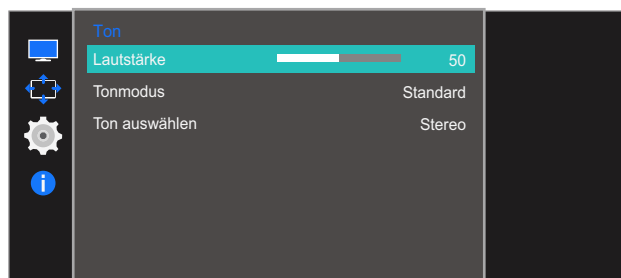 Ton
Lautstärke 50
Tonmodus Standard
Ton auswählen Stereo